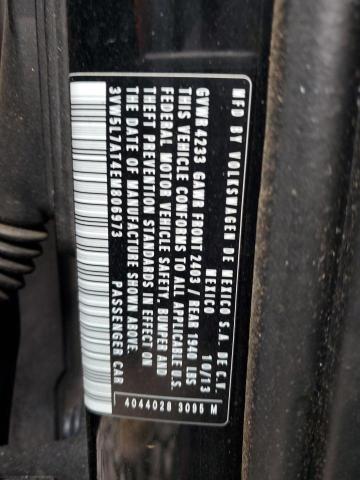 MFD BY VOLKSWAGEN DE MEXICO S.A. DE C.V.
MEXICO 10/13
GVWR 4233 GAWR FRONT 2403 / REAR 1940 LBS
THIS VEHICLE CONFORMS TO ALL APPLICABLE U.S.
FEDERAL MOTOR VEHICLE SAFETY, BUMPER AND
THEFT PREVENTION STANDARDS IN EFFECT ON
THE DATE OF MANUFACTURE SHOWN ABOVE.
3VW5L7AT4EM806973 PASSENGER CAR
4044028 3095 M